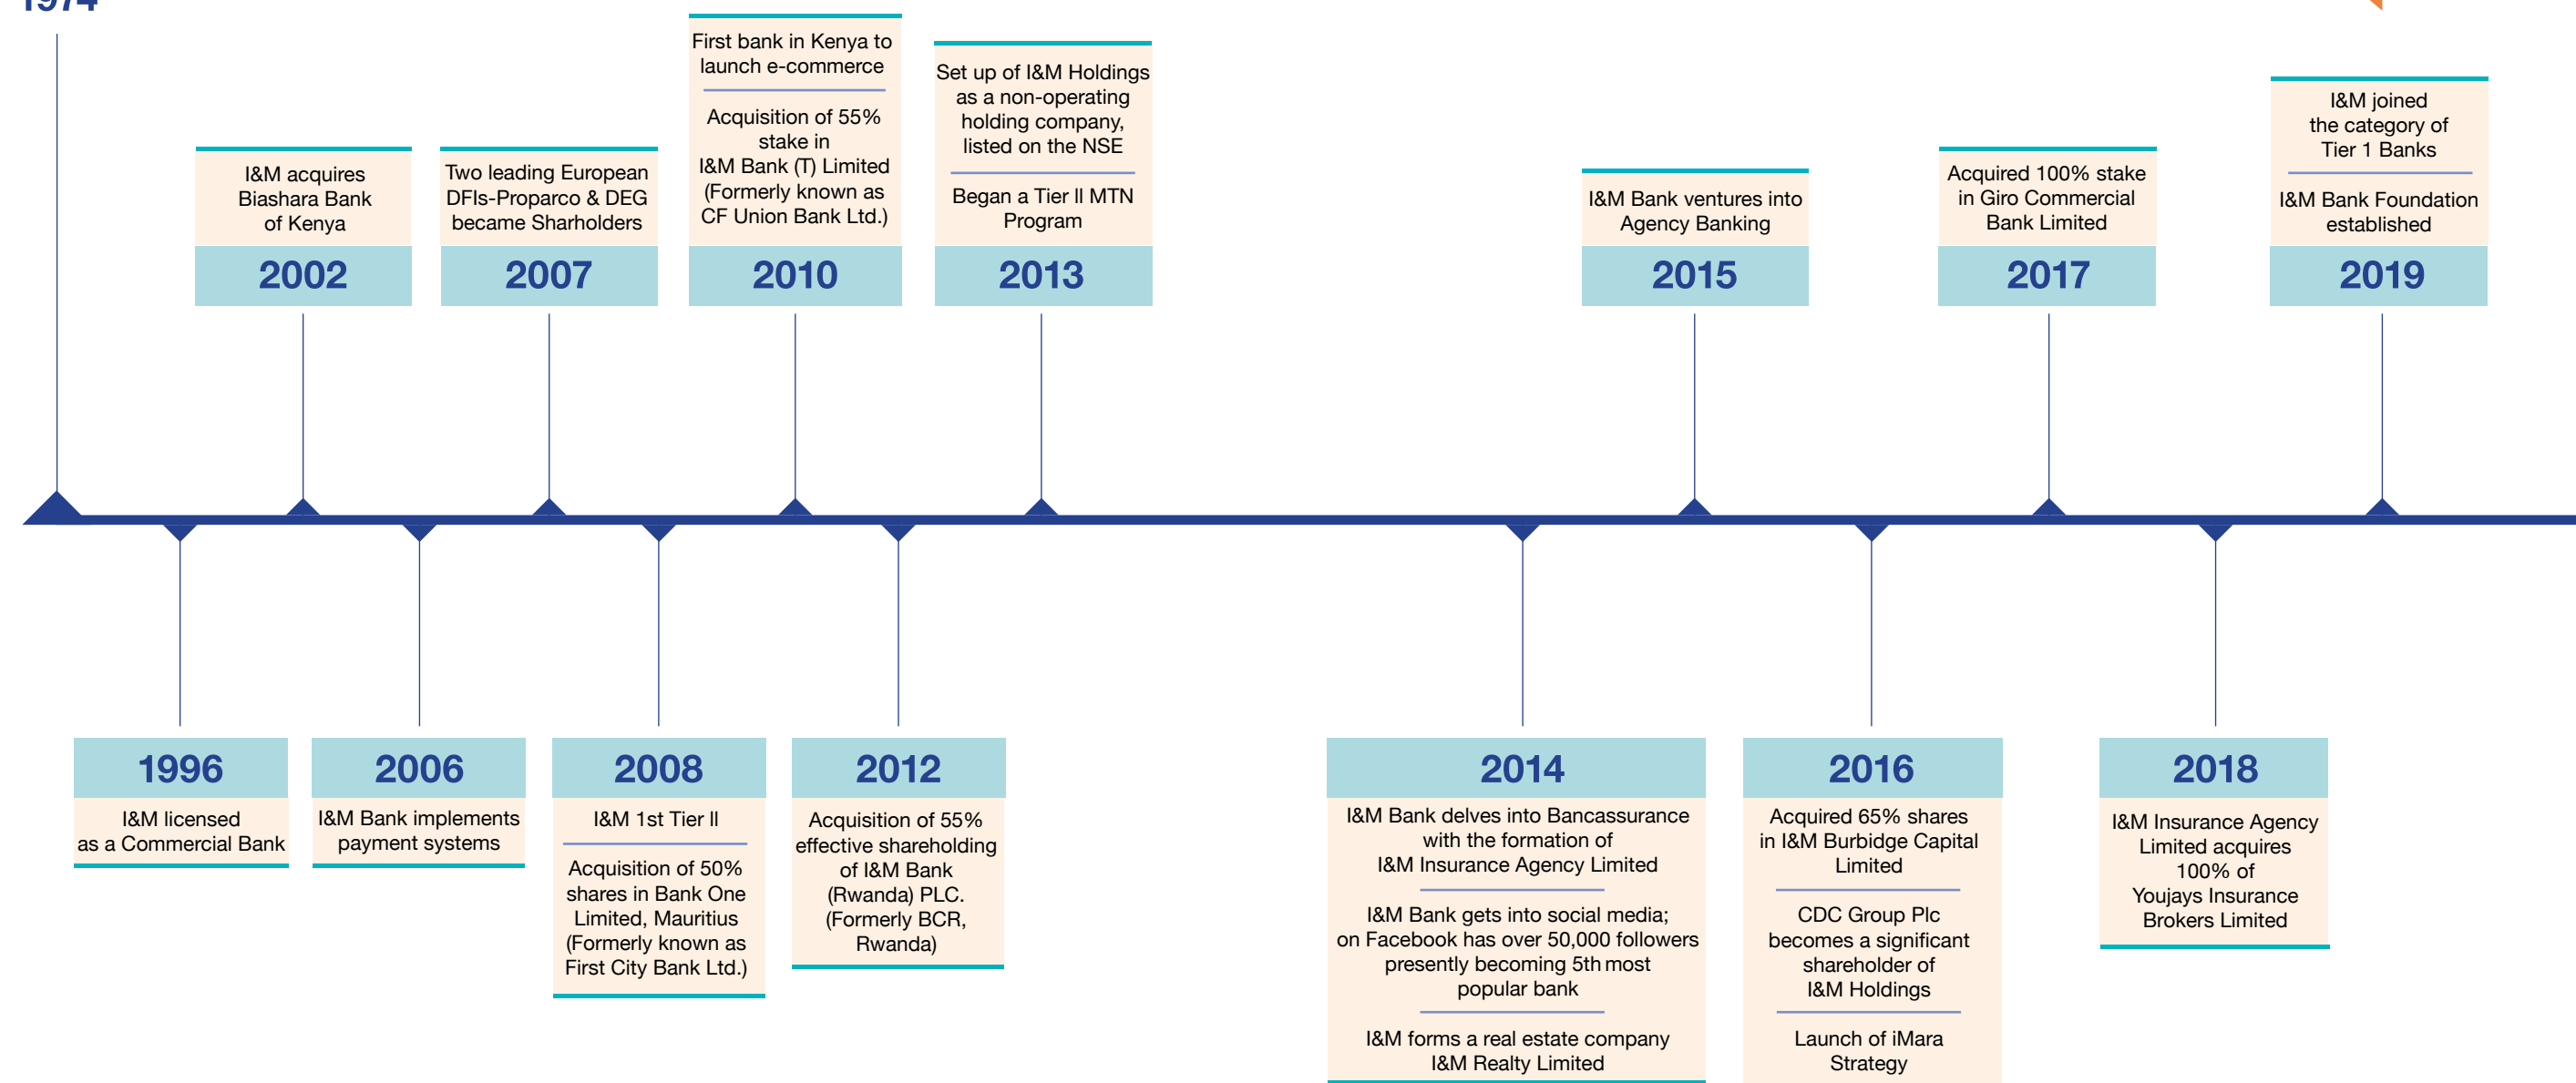 1974
First bank in Kenya to
launch e-commerce
Acquisition of 55%
stake in
I&M Bank (T) Limited
(Formerly known as
CF Union Bank Ltd.)
Set up of I&M Holdings
as a non-operating
holding company,
listed on the NSE
Began a Tier ll MTN
Program
I&M joined
the category of
Tier 1 Banks
I&M Bank Foundation
established
I&M acquires
Biashara Bank
of Kenya
Two leading European
DFIs-Proparco & DEG
became Sharholders
I&M Bank ventures into
Agency Banking
Acquired 100% stake
in Giro Commercial
Bank Limited
2002
2007
2010
2013
2015
2017
2019
1996
2006
2008
2012
2014
2016
2018
I&M licensed
as a Commercial Bank
I&M Bank implements
payment systems
I&M 1st Tier ll
Acquisition of 50%
shares in Bank One
Limited, Mauritius
(Formerly known as
First City Bank Ltd.)
Acquisition of 55%
effective shareholding
of I&M Bank
(Rwanda) PLC.
(Formerly BCR,
Rwanda)
I&M Bank delves into Bancassurance
with the formation of
I&M Insurance Agency Limited
I&M Bank gets into social media;
on Facebook has over 50,000 followers
presently becoming 5th most
popular bank
I&M forms a real estate company
I&M Realty Limited
Acquired 65% shares
in I&M Burbidge Capital
Limited
CDC Group Plc
becomes a significant
shareholder of
I&M Holdings
Launch of iMara
Strategy
I&M Insurance Agency
Limited acquires
100% of
Youjays Insurance
Brokers Limited